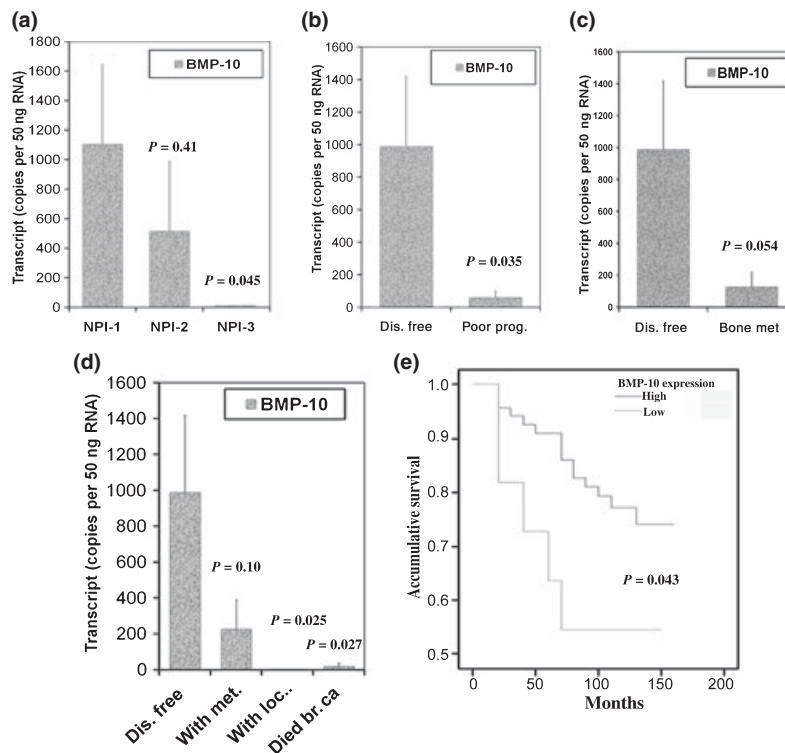 (a)
Transcript (copies per 50 ng RNA)
1800
1600
1400
1200
1000
800
600
400
200
0
BMP-10
P = 0.41
P = 0.045
NPI-1 NPI-2 NPI-3
(b)
Transcript (copies per 50 ng RNA)
1800
1600
1400
1200
1000
800
600
400
200
0
BMP-10
P = 0.035
Dis. free Poor prog.
(c)
Transcript (copies per 50 ng RNA)
1600
1400
1200
1000
800
600
400
200
0
BMP-10
P = 0.054
Dis. free Bone met
(d)
Transcript (copies per 50 ng RNA)
1600
1400
1200
1000
800
600
400
200
0
BMP-10
P = 0.10
P = 0.025
P = 0.027
Dis. free With met. With loc.. Died br. ca
(e)
Accumulative survival
1.0
0.9
0.8
0.7
0.6
0.5
BMP-10 expression
High
Low
P = 0.043
0 50 100 150 200
Months